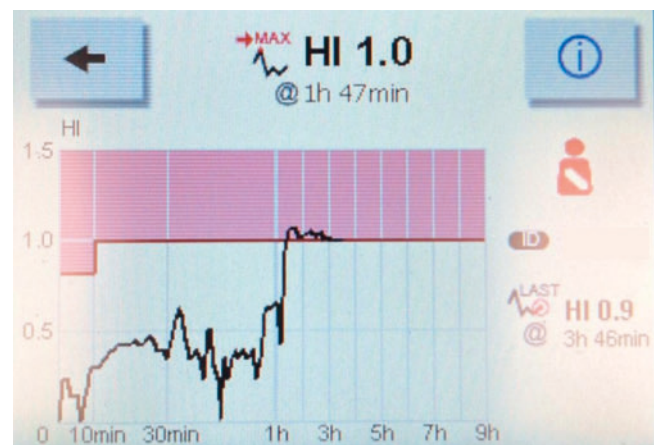 MAX HI 1.0
@ 1h 47min
HI
1.5
1.0
0.5
0 10min 30min 1h 3h 5h 7h 9h
ID
LAST HI 0.9
@ 3h 46min